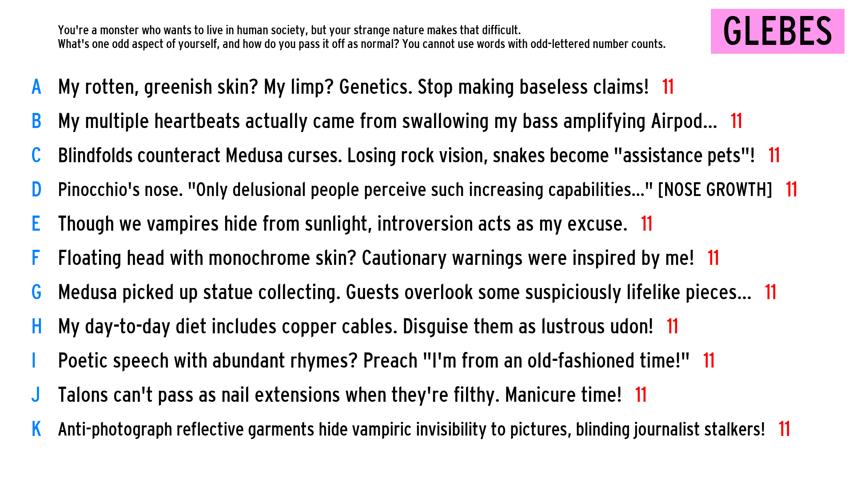 You're a monster who wants to live in human society, but your strange nature makes that difficult.
What's one odd aspect of yourself, and how do you pass it off as normal? You cannot use words with odd-lettered number counts.
GLEBES
A My rotten, greenish skin? My limp? Genetics. Stop making baseless claims! 11
B My multiple heartbeats actually came from swallowing my bass amplifying Airpod... 11
C Blindfolds counteract Medusa curses. Losing rock vision, snakes become "assistance pets"! 11
D Pinocchio's nose. "Only delusional people perceive such increasing capabilities..." [NOSE GROWTH] 11
E Though we vampires hide from sunlight, introversion acts as my excuse. 11
F Floating head with monochrome skin? Cautionary warnings were inspired by me! 11
G Medusa picked up statue collecting. Guests overlook some suspiciously lifelike pieces... 11
H My day-to-day diet includes copper cables. Disguise them as lustrous udon! 11
I Poetic speech with abundant rhymes? Preach "I'm from an old-fashioned time!" 11
J Talons can't pass as nail extensions when they're filthy. Manicure time! 11
K Anti-photograph reflective garments hide vampiric invisibility to pictures, blinding journalist stalkers! 11